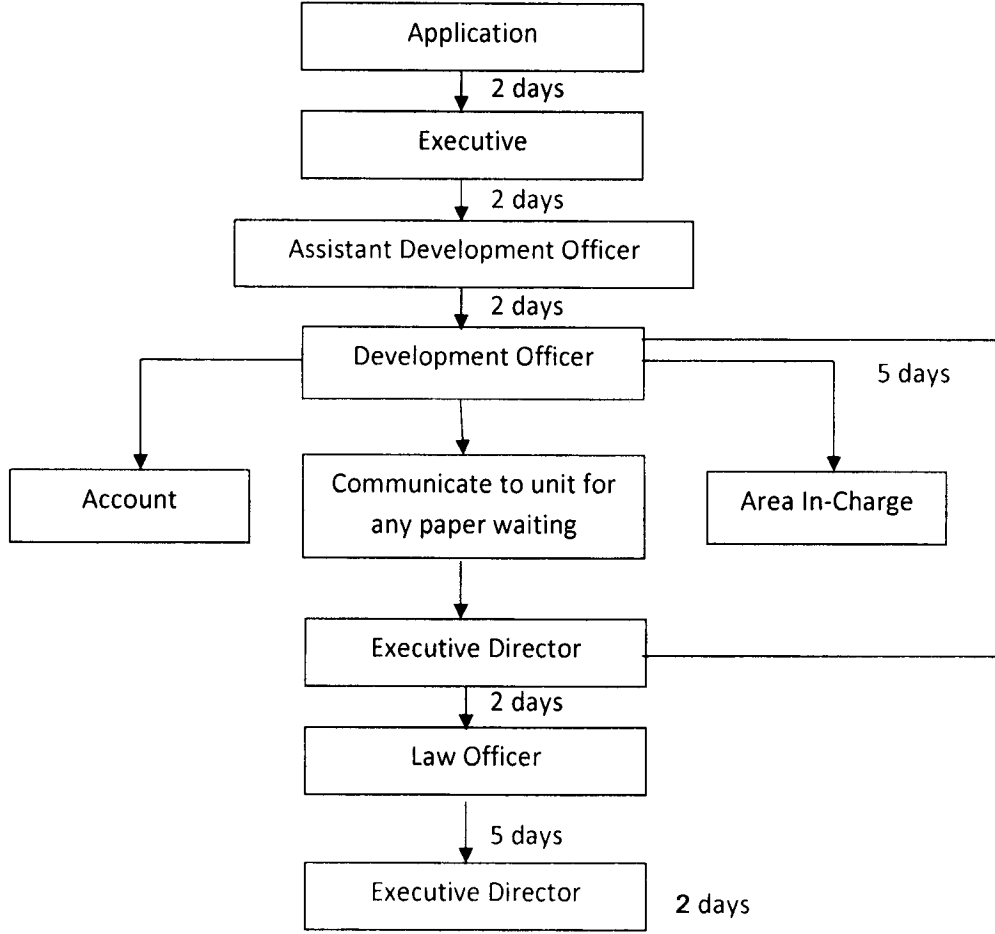 Application
2 days
Executive
2 days
Assistant Development Officer
2 days
Development Officer
5 days
Account
Communicate to unit for
any paper waiting
Area In-Charge
Executive Director
2 days
Law Officer
5 days
Executive Director
2 days